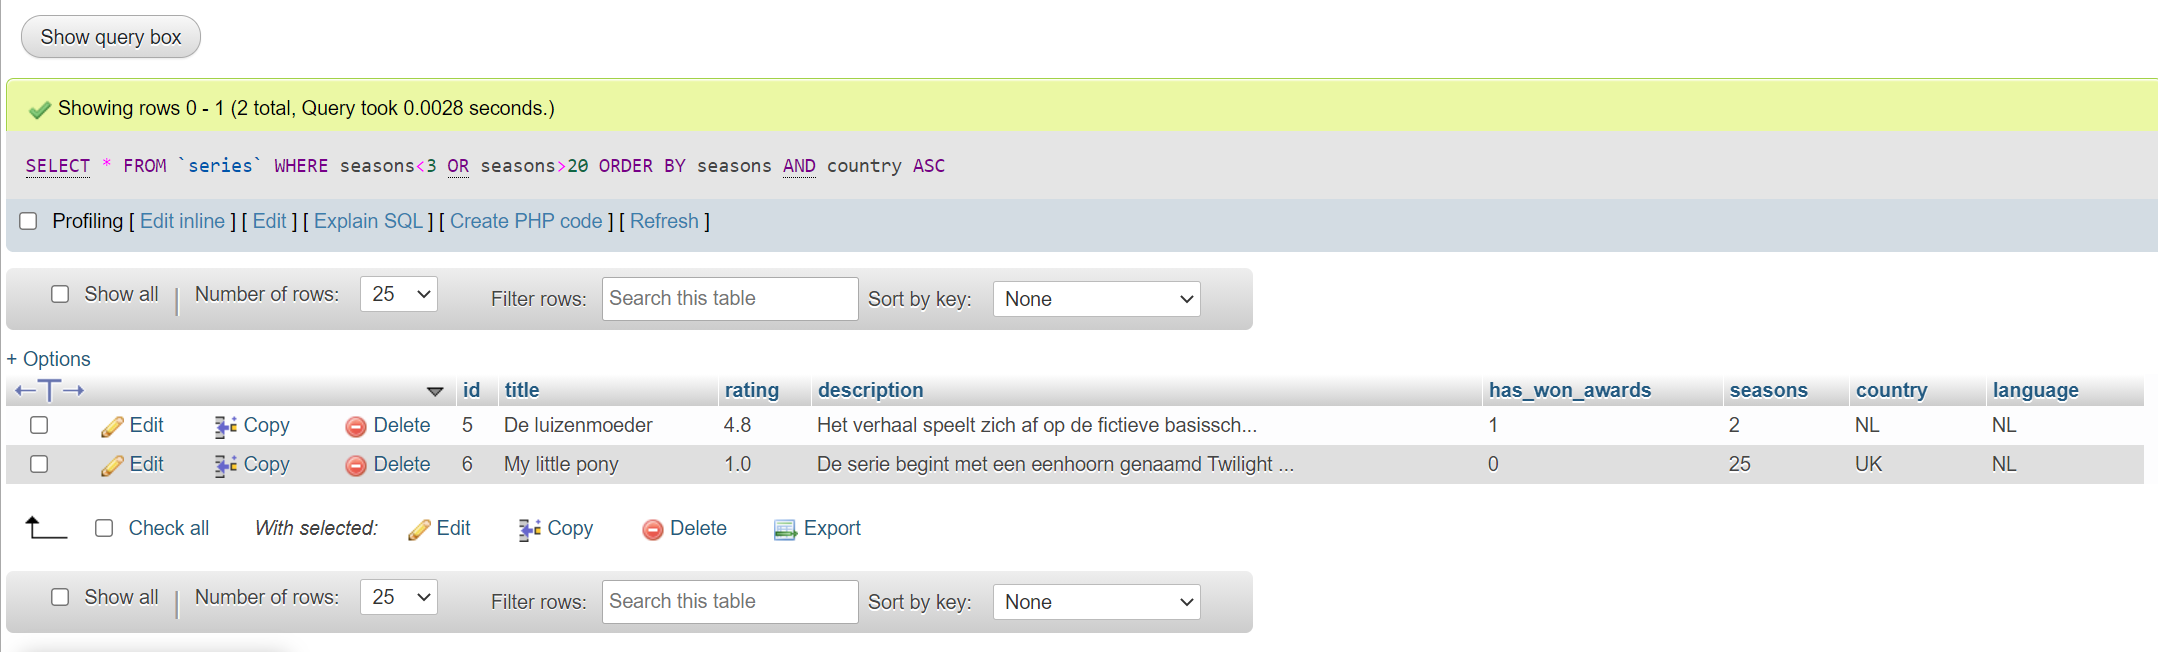 Show query box
Showing rows 0 - 1 (2 total, Query took 0.0028 seconds.)
SELECT * FROM `series` WHERE seasons<3 OR seasons>20 ORDER BY seasons AND country ASC
Profiling [ Edit inline ] [ Edit ] [ Explain SQL ] [ Create PHP code ] [ Refresh ]
Show all | Number of rows: 25 Filter rows: Search this table Sort by key: None
+ Options
←T→ id title rating description has_won_awards seasons country language
Edit Copy Delete 5 De luizenmoeder 4.8 Het verhaal speelt zich af op de fictieve basissch... 1 2 NL NL
Edit Copy Delete 6 My little pony 1.0 De serie begint met een eenhoorn genaamd Twilight ... 0 25 UK NL
Check all With selected: Edit Copy Delete Export
Show all | Number of rows: 25 Filter rows: Search this table Sort by key: None